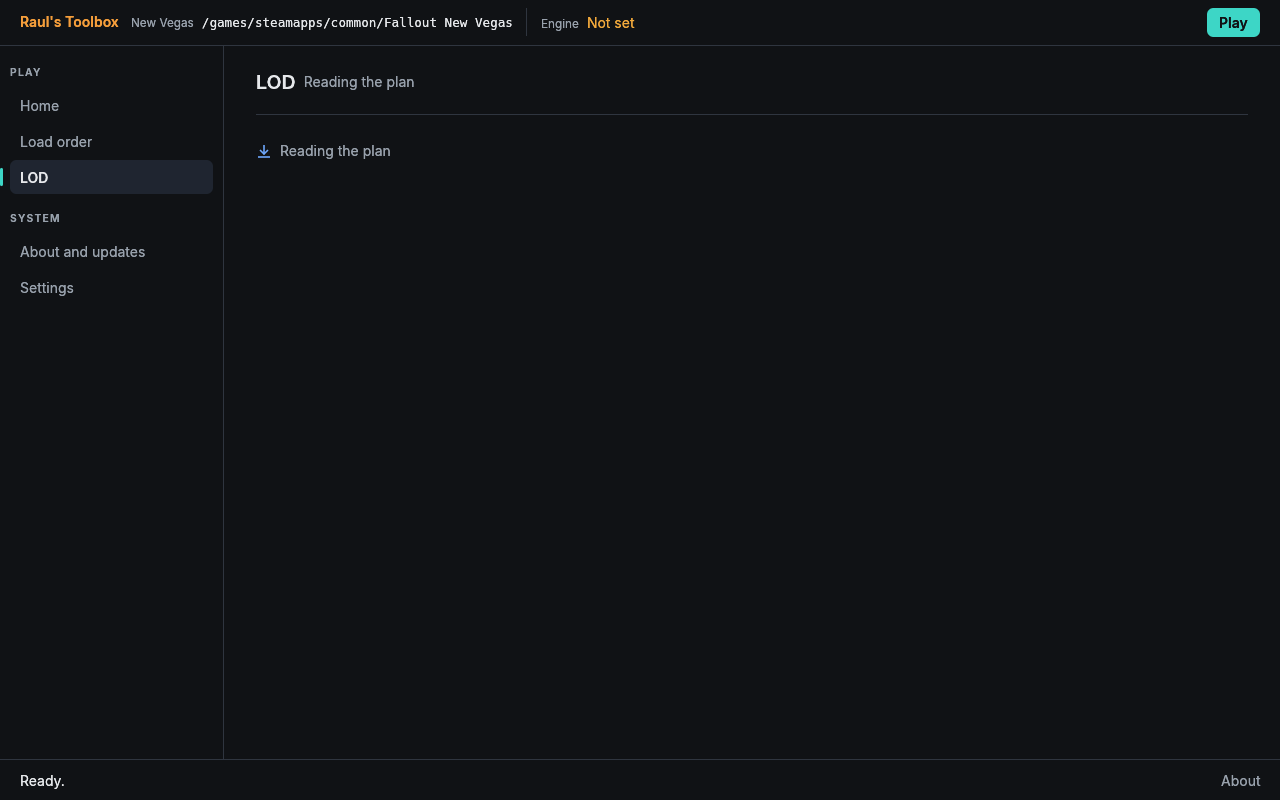 Raul's Toolbox New Vegas /games/steamapps/common/Fallout New Vegas Engine Not set Play
PLAY
Home
Load order
LOD
SYSTEM
About and updates
Settings
LOD Reading the plan
Reading the plan
Ready. About